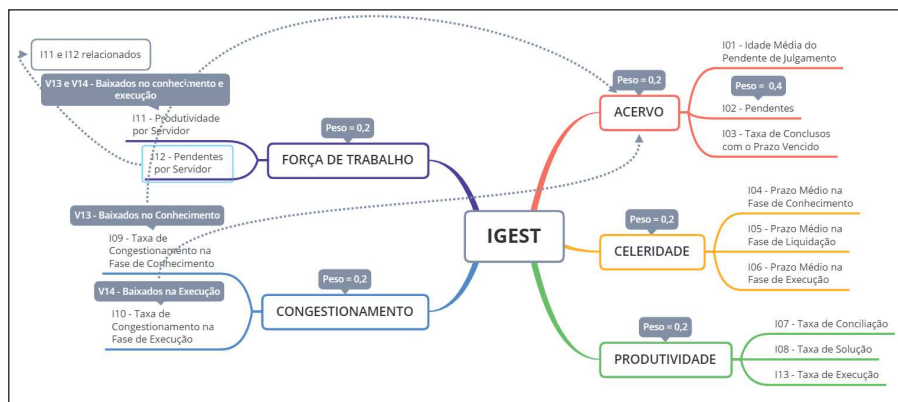 I11 e I12 relacionados
V13 e V14 - Baixados no conhecimento e
execução
I11 - Produtividade
por Servidor
I12 - Pendentes
por Servidor
Peso = 0,2
FORÇA DE TRABALHO
V13 - Baixados no Conhecimento
I09 - Taxa de
Congestionamento na
Fase de Conhecimento
V14 - Baixados na Execução
I10 - Taxa de
Congestionamento na
Fase de Execução
Peso = 0,2
CONGESTIONAMENTO
IGEST
Peso = 0,2
ACERVO
I01 - Idade Média do
Pendente de Julgamento
Peso = 0,4
I02 - Pendentes
I03 - Taxa de Conclusos
com o Prazo Vencido
Peso = 0,2
CELERIDADE
I04 - Prazo Médio na
Fase de Conhecimento
I05 - Prazo Médio na
Fase de Liquidação
I06 - Prazo Médio na
Fase de Execução
Peso = 0,2
PRODUTIVIDADE
I07 - Taxa de Conciliação
I08 - Taxa de Solução
I13 - Taxa de Execução